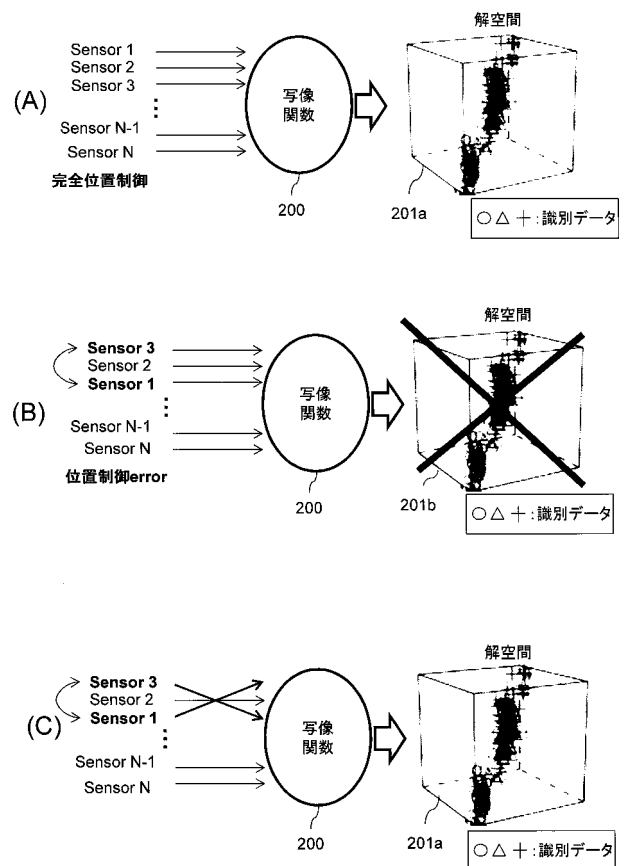 (A)
Sensor 1
Sensor 2
Sensor 3
Sensor N-1
Sensor N
完全位置制御
写像
関数
200
解空間
201a
○△＋:識別データ
(B)
Sensor 3
Sensor 2
Sensor 1
Sensor N-1
Sensor N
位置制御error
写像
関数
200
解空間
201b
○△＋:識別データ
(C)
Sensor 3
Sensor 2
Sensor 1
Sensor N-1
Sensor N
写像
関数
200
解空間
201a
○△＋:識別データ